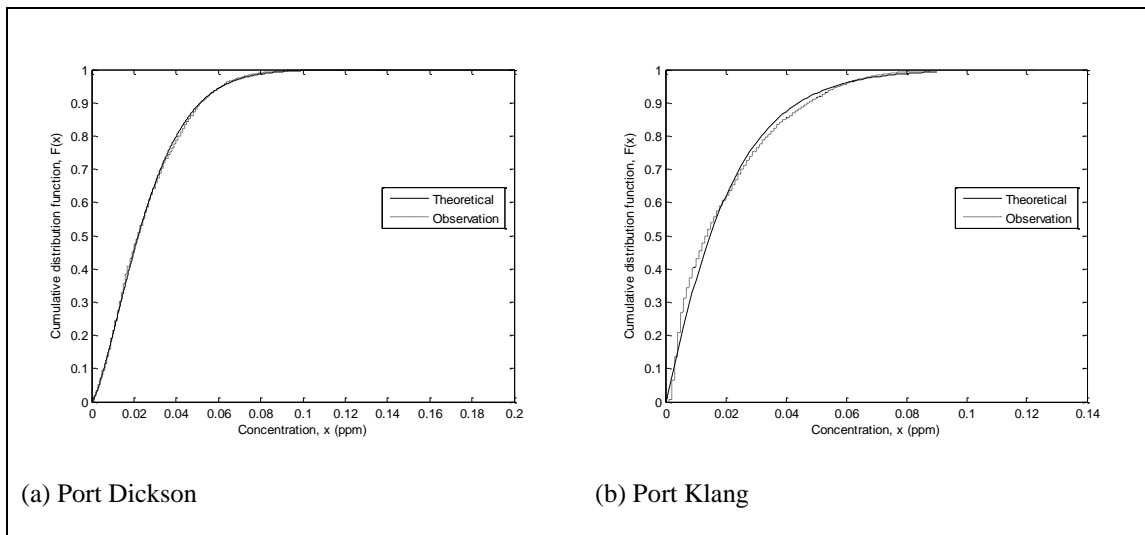 1
0.9
0.8
0.7
0.6
0.5
0.4
0.3
0.2
0.1
0
Cumulative distribution function, F(x)
0 0.02 0.04 0.06 0.08 0.1 0.12 0.14 0.16 0.18 0.2
Concentration, x (ppm)
Theoretical
Observation
(a) Port Dickson
1
0.9
0.8
0.7
0.6
0.5
0.4
0.3
0.2
0.1
0
Cumulative distribution function, F(x)
0 0.02 0.04 0.06 0.08 0.1 0.12 0.14
Concentration, x (ppm)
Theoretical
Observation
(b) Port Klang